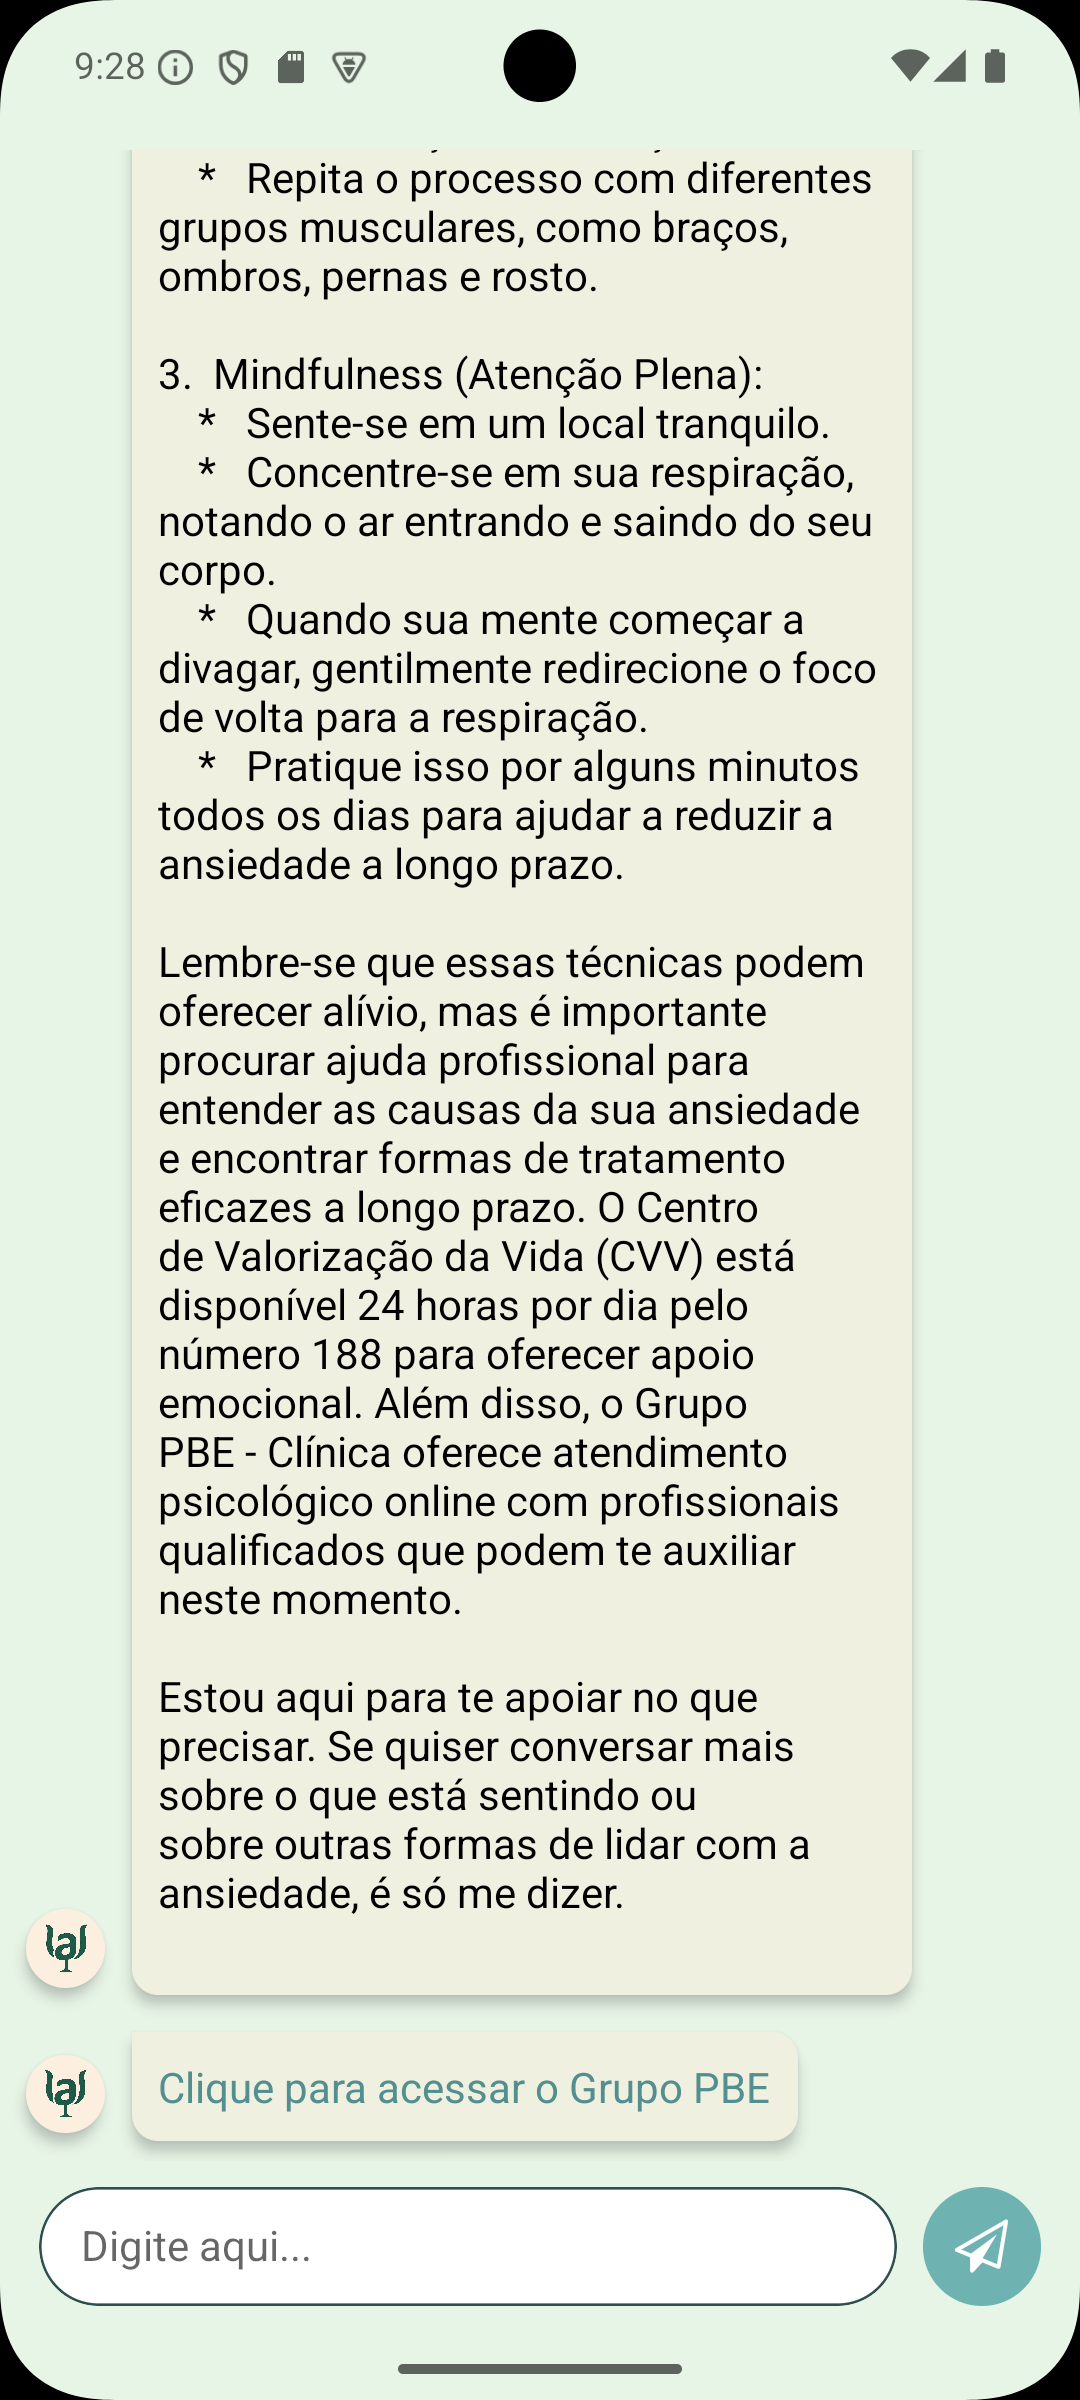 9:28
* Repita o processo com diferentes
grupos musculares, como braços,
ombros, pernas e rosto.
3. Mindfulness (Atenção Plena):
* Sente-se em um local tranquilo.
* Concentre-se em sua respiração,
notando o ar entrando e saindo do seu
corpo.
* Quando sua mente começar a
divagar, gentilmente redirecione o foco
de volta para a respiração.
* Pratique isso por alguns minutos
todos os dias para ajudar a reduzir a
ansiedade a longo prazo.
Lembre-se que essas técnicas podem
oferecer alívio, mas é importante
procurar ajuda profissional para
entender as causas da sua ansiedade
e encontrar formas de tratamento
eficazes a longo prazo. O Centro
de Valorização da Vida (CVV) está
disponível 24 horas por dia pelo
número 188 para oferecer apoio
emocional. Além disso, o Grupo
PBE - Clínica oferece atendimento
psicológico online com profissionais
qualificados que podem te auxiliar
neste momento.
Estou aqui para te apoiar no que
precisar. Se quiser conversar mais
sobre o que está sentindo ou
sobre outras formas de lidar com a
ansiedade, é só me dizer.
Clique para acessar o Grupo PBE
Digite aqui...